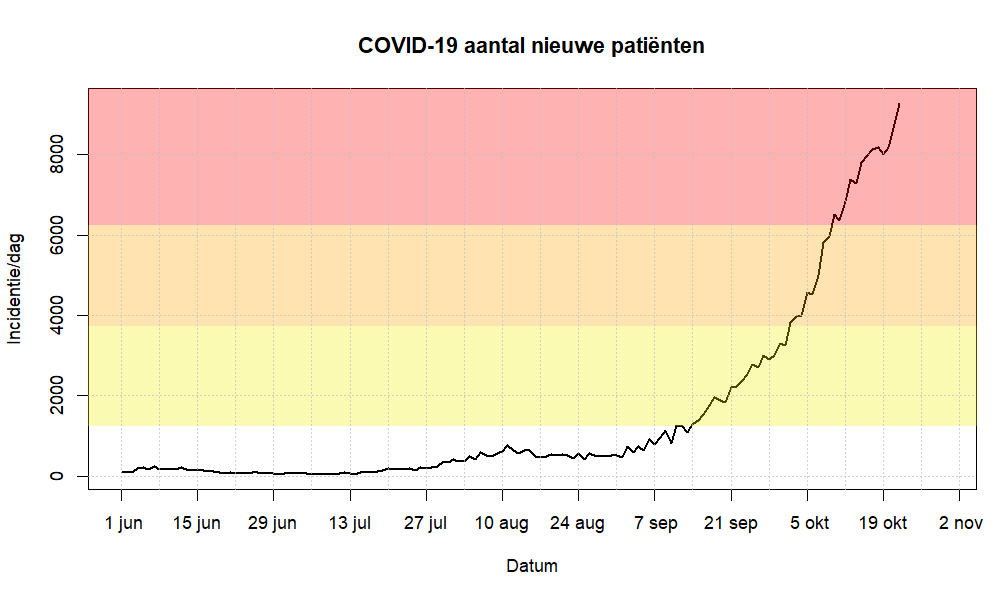 COVID-19 aantal nieuwe patiënten
Incidentie/dag
8000
6000
4000
2000
0
1 jun 15 jun 29 jun 13 jul 27 jul 10 aug 24 aug 7 sep 21 sep 5 okt 19 okt 2 nov
Datum